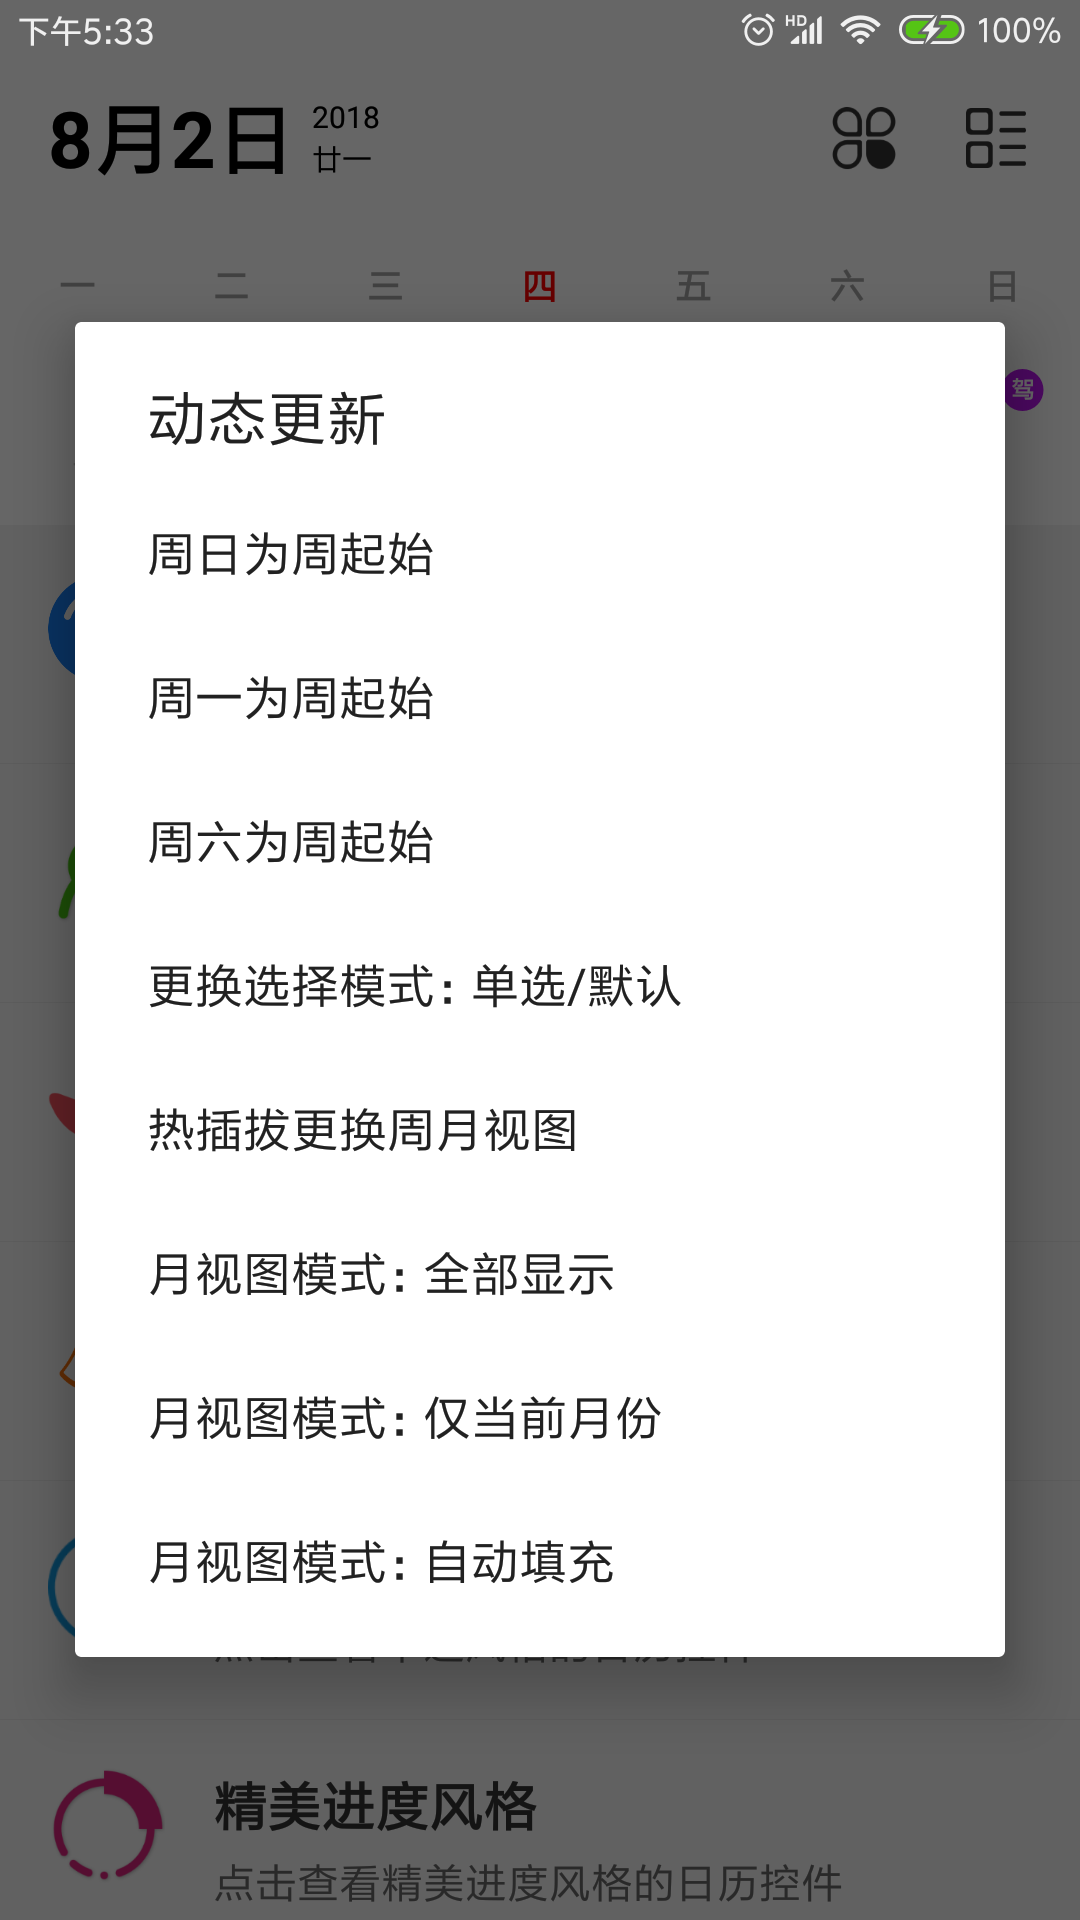 下午5:33
HD
100%
8月2日
2018
廿一
一 二 三 四 五 六 日
驾
动态更新
周日为周起始
周一为周起始
周六为周起始
更换选择模式：单选/默认
热插拔更换周月视图
月视图模式：全部显示
月视图模式：仅当前月份
月视图模式：自动填充
精美进度风格
点击查看精美进度风格的日历控件